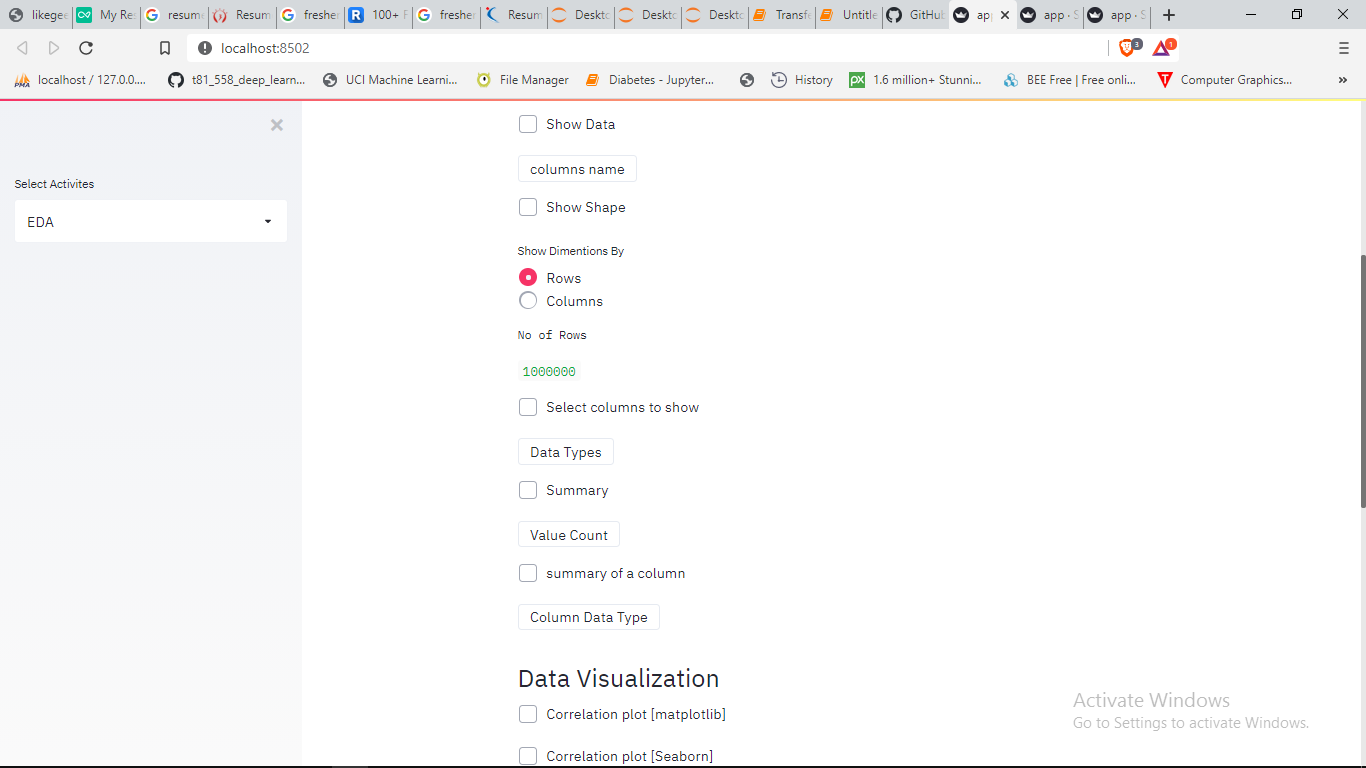 likegee
My Re
resume
Resum
freshe
100+ F
freshe
Resum
Deskto
Deskto
Deskto
Transfe
Untitle
GitHub
app
app · S
app · S
localhost:8502
3
1
localhost / 127.0.0....
t81_558_deep_learn...
UCI Machine Learni...
File Manager
Diabetes - Jupyter...
History
1.6 million+ Stunni...
BEE Free | Free onli...
Computer Graphics...
Select Activites
EDA
Show Data
columns name
Show Shape
Show Dimentions By
Rows
Columns
No of Rows
1000000
Select columns to show
Data Types
Summary
Value Count
summary of a column
Column Data Type
Data Visualization
Correlation plot [matplotlib]
Correlation plot [Seaborn]
Activate Windows
Go to Settings to activate Windows.